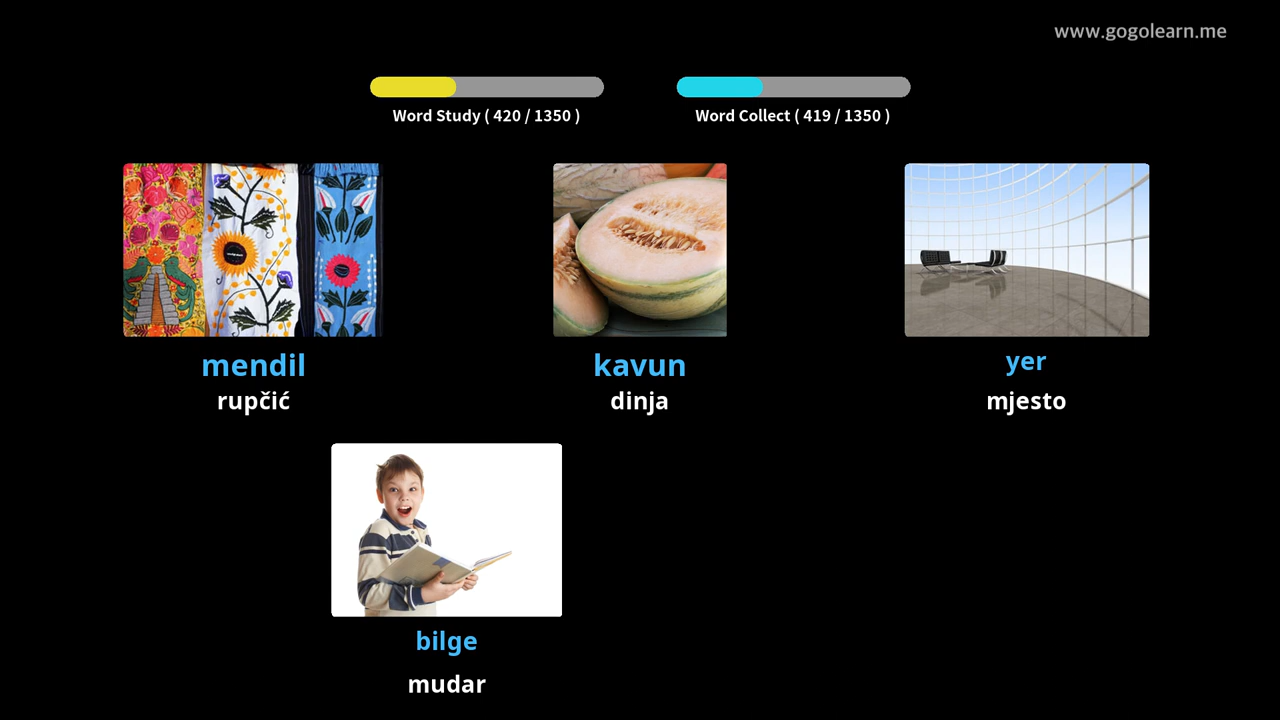 www.gogolearn.me
Word Study ( 420 / 1350 )
Word Collect ( 419 / 1350 )
mendil
rupčić
kavun
dinja
yer
mjesto
bilge
mudar